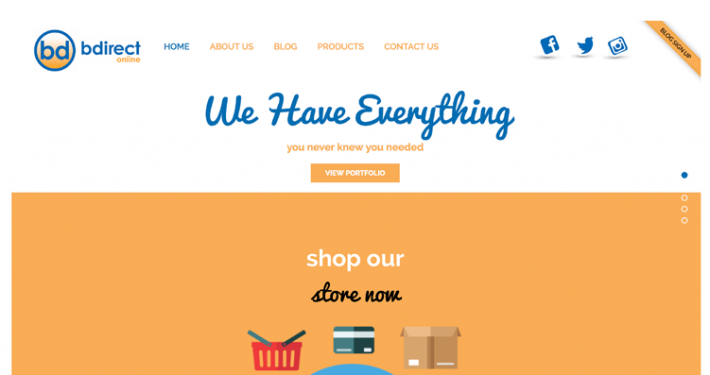 bd bdirect
online
HOME ABOUT US BLOG PRODUCTS CONTACT US
BLOG SIGN UP
We Have Everything
you never knew you needed
VIEW PORTFOLIO
shop our
store now